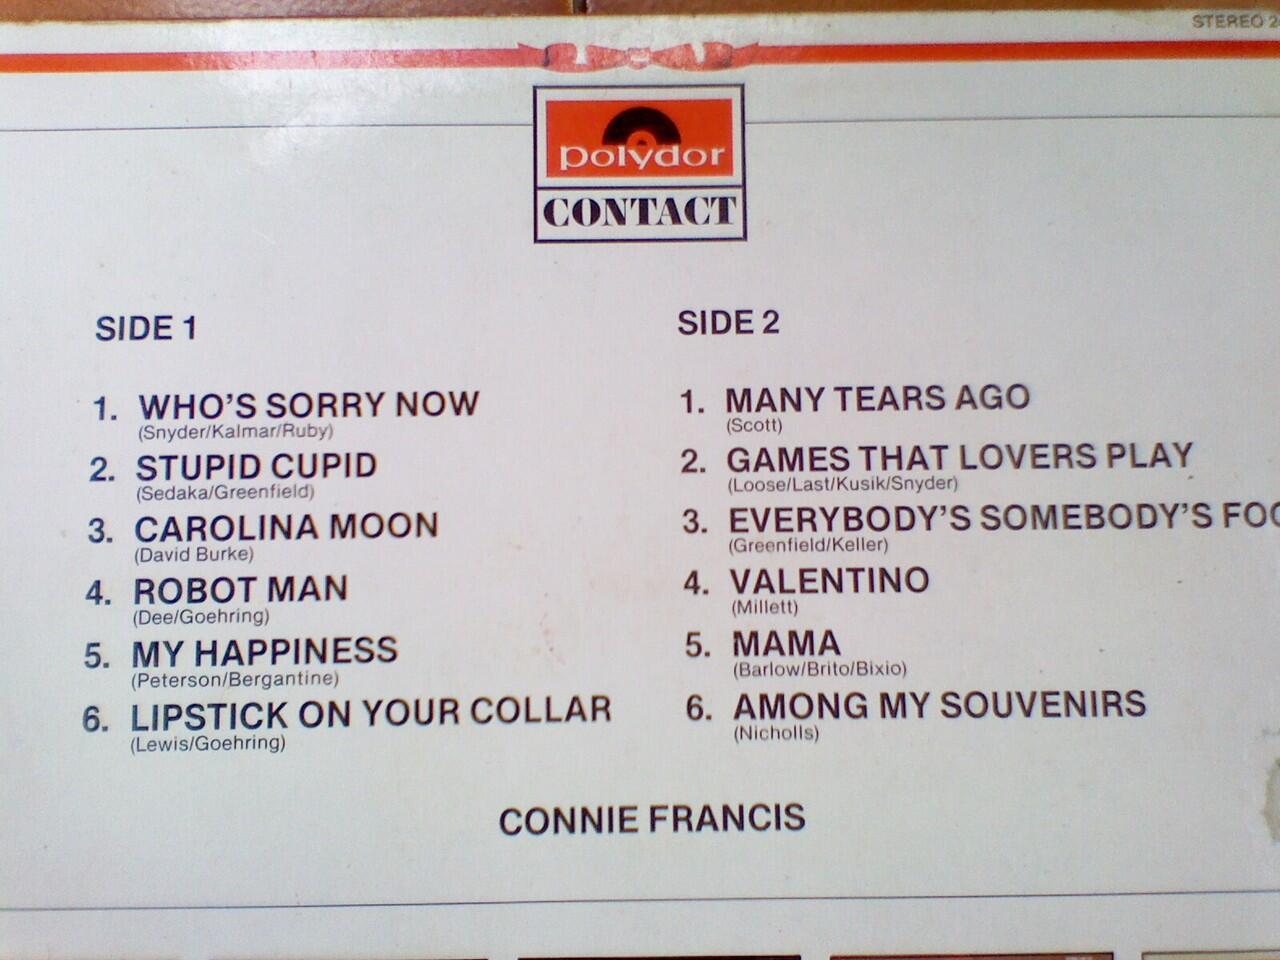 STEREO 2
polydor
CONTACT
SIDE 1
1. WHO'S SORRY NOW
(Snyder/Kalmar/Ruby)
2. STUPID CUPID
(Sedaka/Greenfield)
3. CAROLINA MOON
(David Burke)
4. ROBOT MAN
(Dee/Goehring)
5. MY HAPPINESS
(Peterson/Bergantine)
6. LIPSTICK ON YOUR COLLAR
(Lewis/Goehring)
SIDE 2
1. MANY TEARS AGO
(Scott)
2. GAMES THAT LOVERS PLAY
(Loose/Last/Kusik/Snyder)
3. EVERYBODY'S SOMEBODY'S FOO
(Greenfield/Keller)
4. VALENTINO
(Millett)
5. MAMA
(Barlow/Brito/Bixio)
6. AMONG MY SOUVENIRS
(Nicholls)
CONNIE FRANCIS